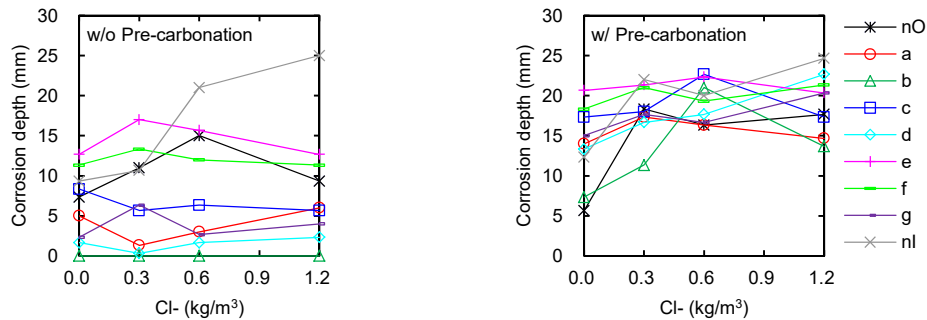 w/o Pre-carbonation
Corrosion depth (mm)
30
25
20
15
10
5
0
0.0 0.3 0.6 0.9 1.2
Cl- (kg/m³)
w/ Pre-carbonation
Corrosion depth (mm)
30
25
20
15
10
5
0
0.0 0.3 0.6 0.9 1.2
Cl- (kg/m³)
nO
a
b
c
d
e
f
g
nI